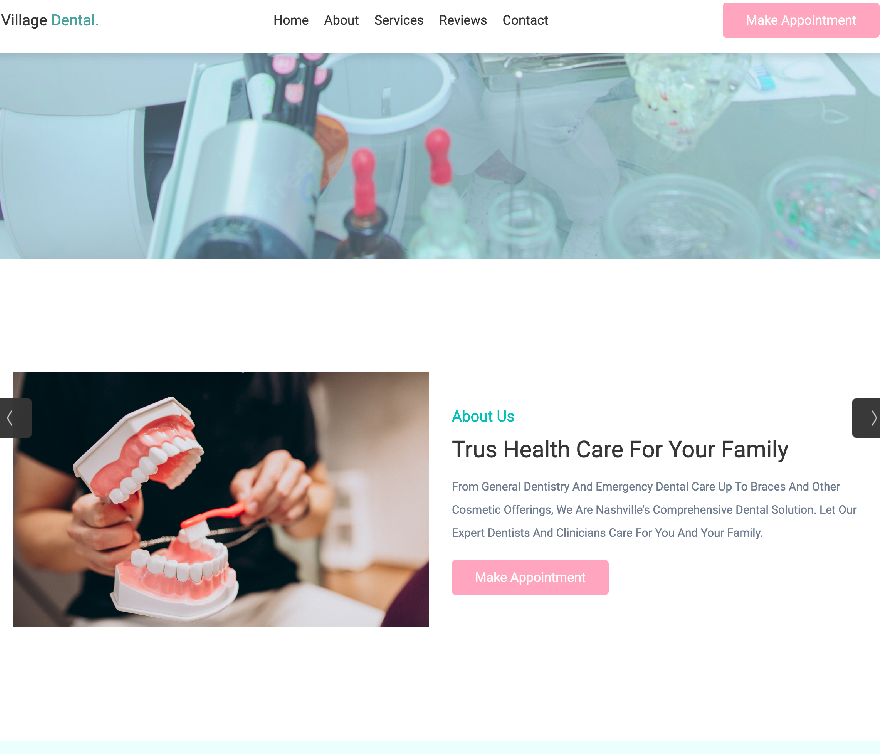 Village Dental.
Home About Services Reviews Contact
Make Appointment
About Us
Trus Health Care For Your Family
From General Dentistry And Emergency Dental Care Up To Braces And Other
Cosmetic Offerings, We Are Nashville's Comprehensive Dental Solution. Let Our
Expert Dentists And Clinicians Care For You And Your Family.
Make Appointment